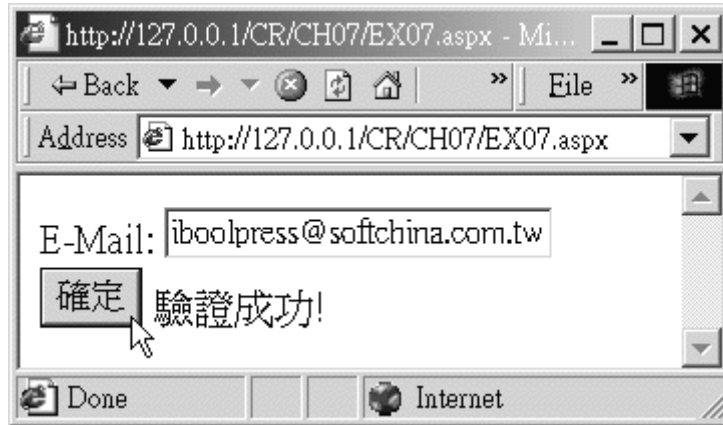 http://127.0.0.1/CR/CH07/EX07.aspx - Mi...
Back » File »
Address http://127.0.0.1/CR/CH07/EX07.aspx
E-Mail: iboolpress@softchina.com.tw
確定 驗證成功!
Done Internet